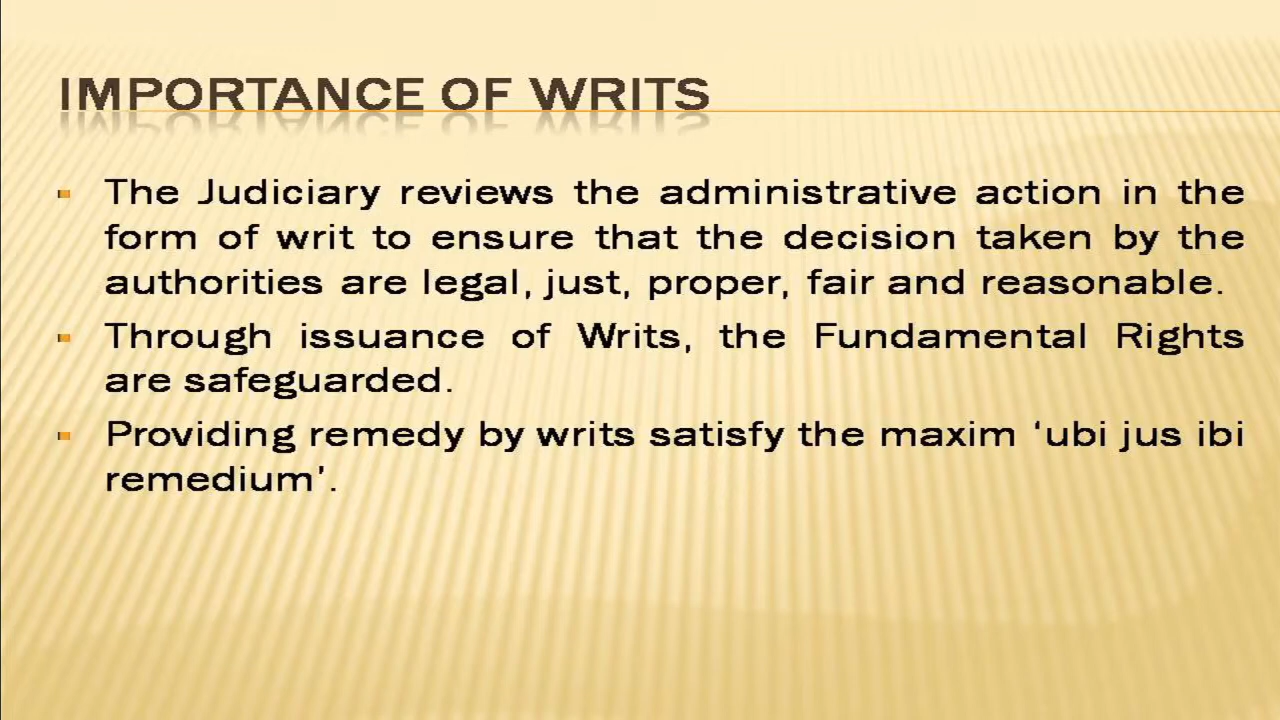 IMPORTANCE OF WRITS
The Judiciary reviews the administrative action in the
form of writ to ensure that the decision taken by the
authorities are legal, just, proper, fair and reasonable.
Through issuance of Writs, the Fundamental Rights
are safeguarded.
Providing remedy by writs satisfy the maxim ‘ubi jus ibi
remedium’.